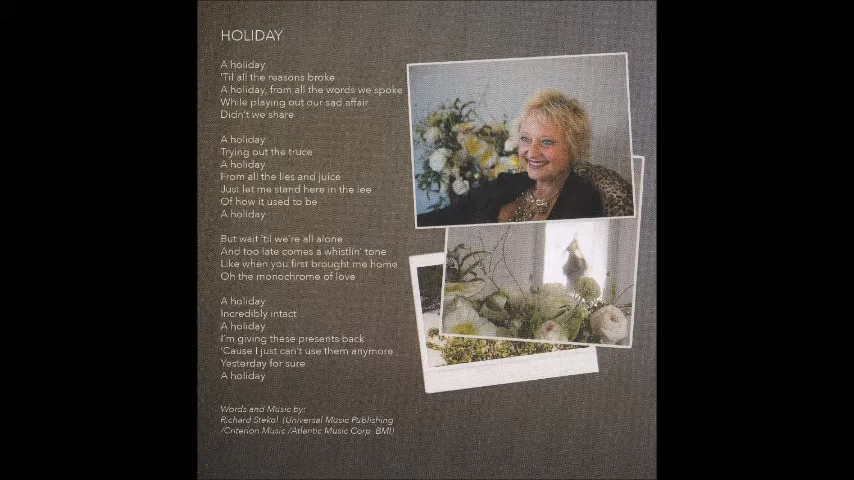 HOLIDAY
A holiday
'Til all the reasons broke
A holiday, from all the words we spoke
While playing out our sad affair
Didn't we share
A holiday
Trying out the truce
A holiday
From all the lies and juice
Just let me stand here in the lee
Of how it used to be
A holiday
But wait 'til we're all alone
And too late comes a whistlin' tone
Like when you first brought me home
Oh the monochrome of love
A holiday
Incredibly intact
A holiday
I'm giving these presents back
'Cause I just can't use them anymore
Yesterday for sure
A holiday
Words and Music by:
Richard Stekol (Universal Music Publishing
/Criterion Music /Atlantic Music Corp BMI)